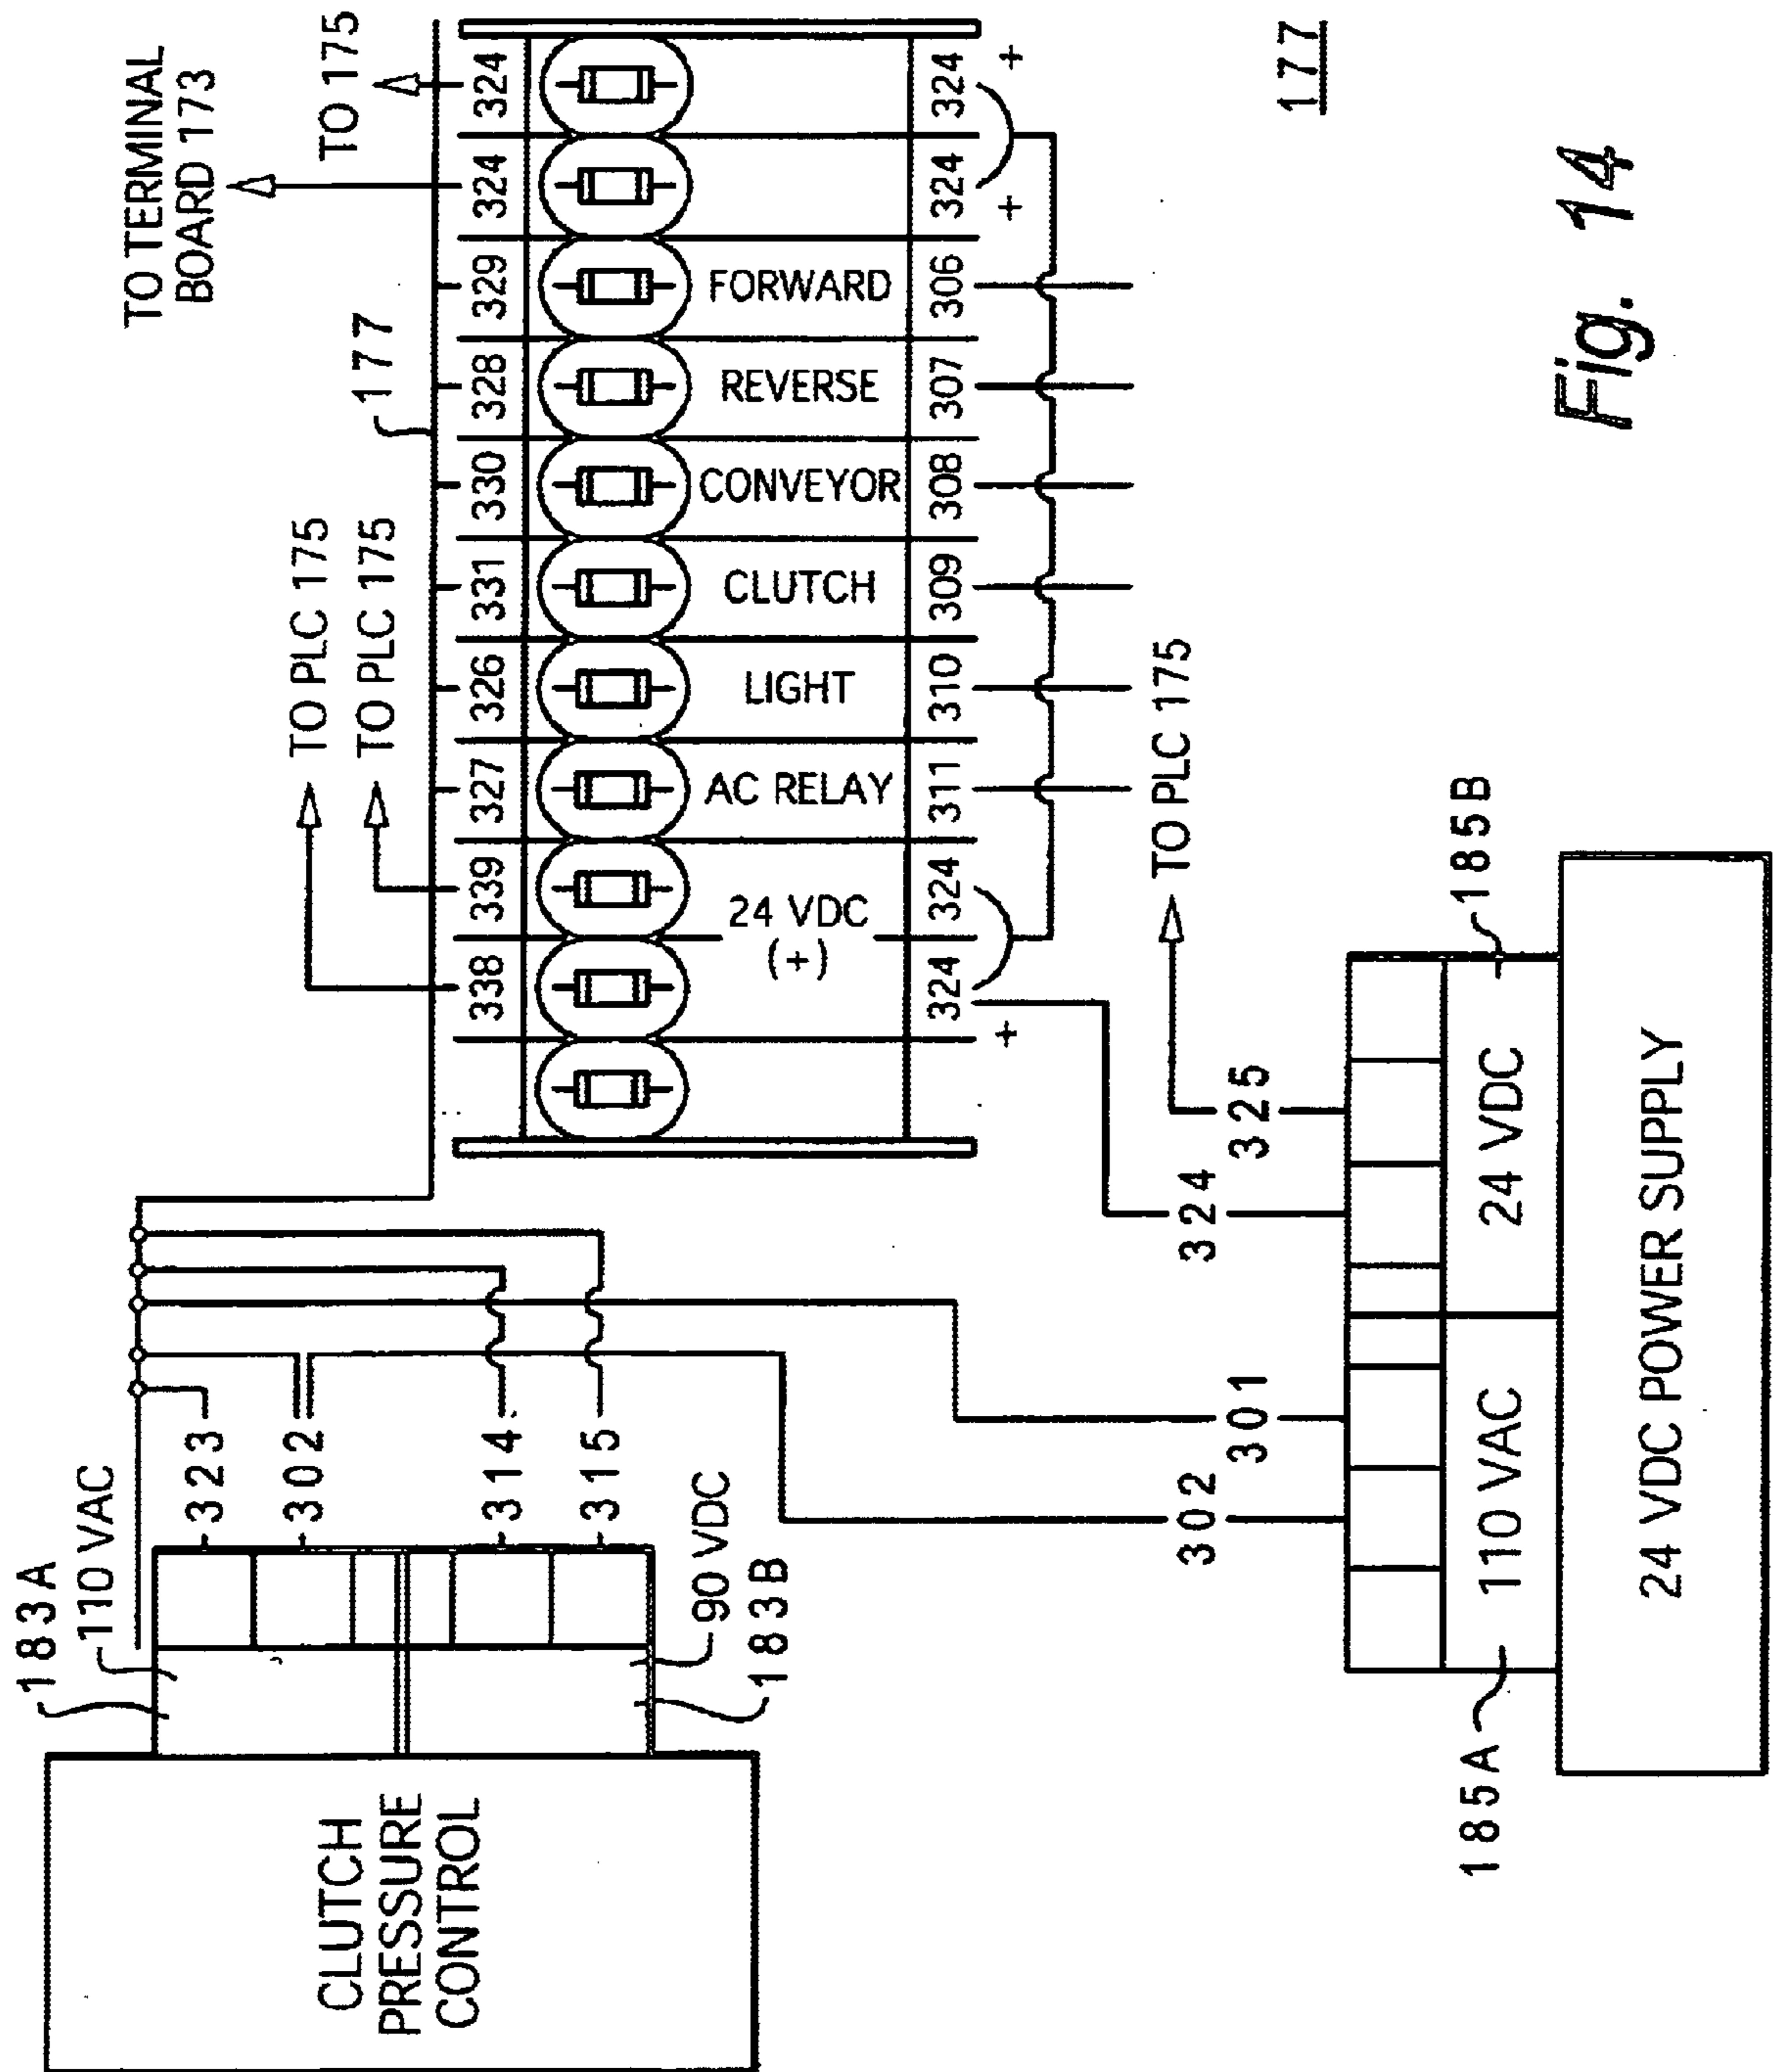 183A
110 VAC
CLUTCH
PRESSURE
CONTROL
323
302
314
315
90 VDC
183B
TO TERMINAL
BOARD 173
TO 175
177
TO PLC 175
TO PLC 175
338 339 327 326 331 330 328 329 324 324
24 VDC
(+)
AC RELAY
LIGHT
CLUTCH
CONVEYOR
REVERSE
FORWARD
324 324 311 310 309 308 307 306 324 324
+ + +
TO PLC 175
302
301
324
325
185A
110 VAC
24 VDC
185B
24 VDC POWER SUPPLY
177
Fig. 14